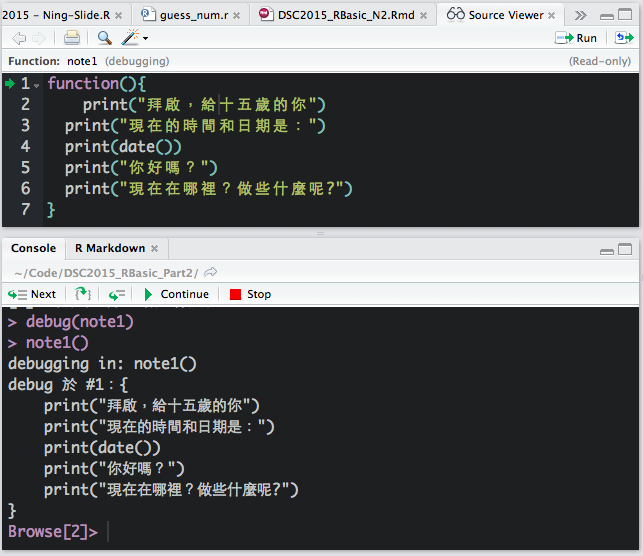 2015 - Ning-Slide.R
guess_num.r
DSC2015_RBasic_N2.Rmd
Source Viewer
Run
Function: note1 (debugging)
(Read-only)
1 function(){
2 print("拜啟，給十五歲的你")
3 print("現在的時間和日期是：")
4 print(date())
5 print("你好嗎？")
6 print("現在在哪裡？做些什麼呢?")
7 }
Console
R Markdown
~/Code/DSC2015_RBasic_Part2/
Next
Continue
Stop
> debug(note1)
> note1()
debugging in: note1()
debug 於 #1：{
print("拜啟，給十五歲的你")
print("現在的時間和日期是：")
print(date())
print("你好嗎？")
print("現在在哪裡？做些什麼呢?")
}
Browse[2]>